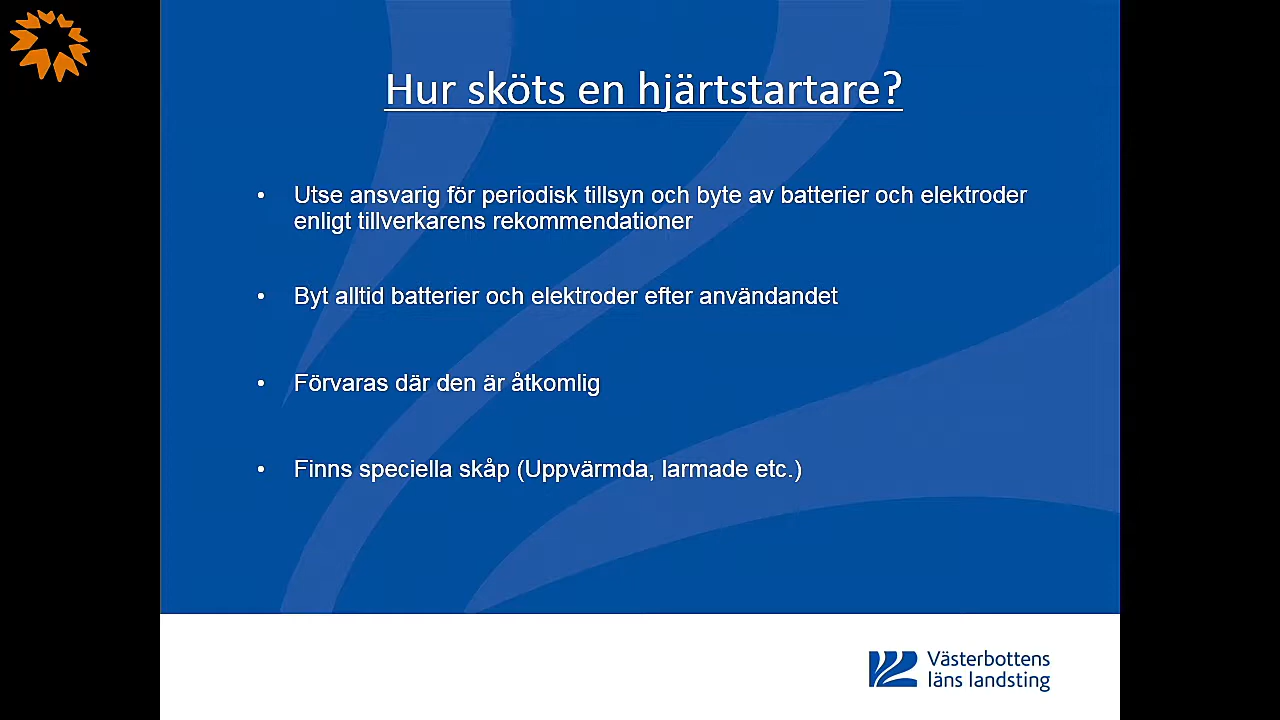 Hur sköts en hjärtstartare?
• Utse ansvarig för periodisk tillsyn och byte av batterier och elektroder
enligt tillverkarens rekommendationer
• Byt alltid batterier och elektroder efter användandet
• Förvaras där den är åtkomlig
• Finns speciella skåp (Uppvärmda, larmade etc.)
Västerbottens
läns landsting